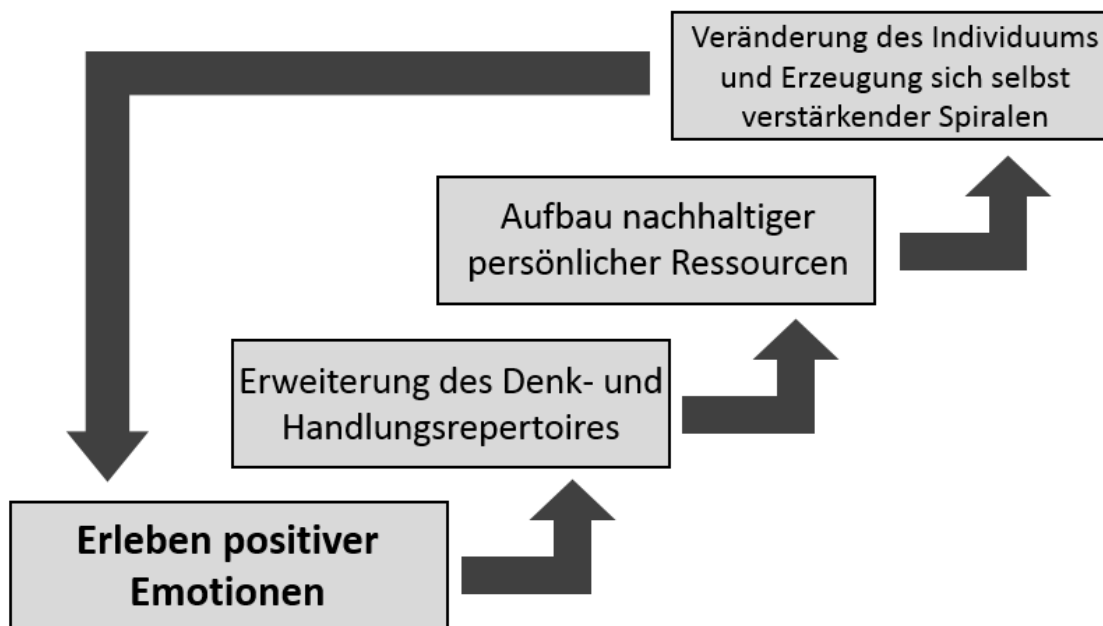 Veränderung des Individuums
und Erzeugung sich selbst
verstärkender Spiralen
Aufbau nachhaltiger
persönlicher Ressourcen
Erweiterung des Denk- und
Handlungsrepertoires
Erleben positiver
Emotionen